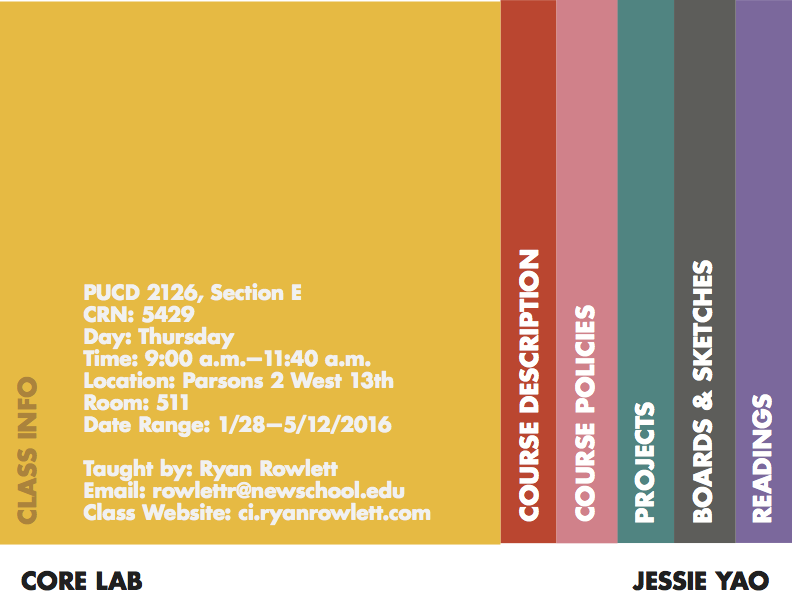 CLASS INFO
PUCD 2126, Section E
CRN: 5429
Day: Thursday
Time: 9:00 a.m.—11:40 a.m.
Location: Parsons 2 West 13th
Room: 511
Date Range: 1/28—5/12/2016
Taught by: Ryan Rowlett
Email: rowlettr@newschool.edu
Class Website: ci.ryanrowlett.com
COURSE DESCRIPTION
COURSE POLICIES
PROJECTS
BOARDS & SKETCHES
READINGS
CORE LAB
JESSIE YAO